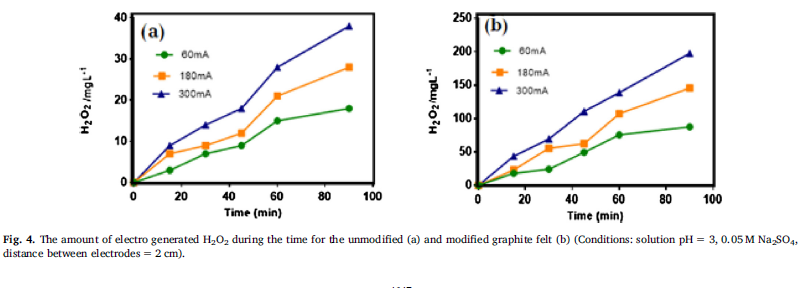 (a)
40
30
20
10
0
H₂O₂/mgL⁻¹
60mA
180mA
300mA
0 20 40 60 80 100
Time (min)
(b)
250
200
150
100
50
0
H₂O₂/mgL⁻¹
60mA
180mA
300mA
0 20 40 60 80 100
Time (min)
Fig. 4. The amount of electro generated H₂O₂ during the time for the unmodified (a) and modified graphite felt (b) (Conditions: solution pH = 3, 0.05 M Na₂SO₄,
distance between electrodes = 2 cm).